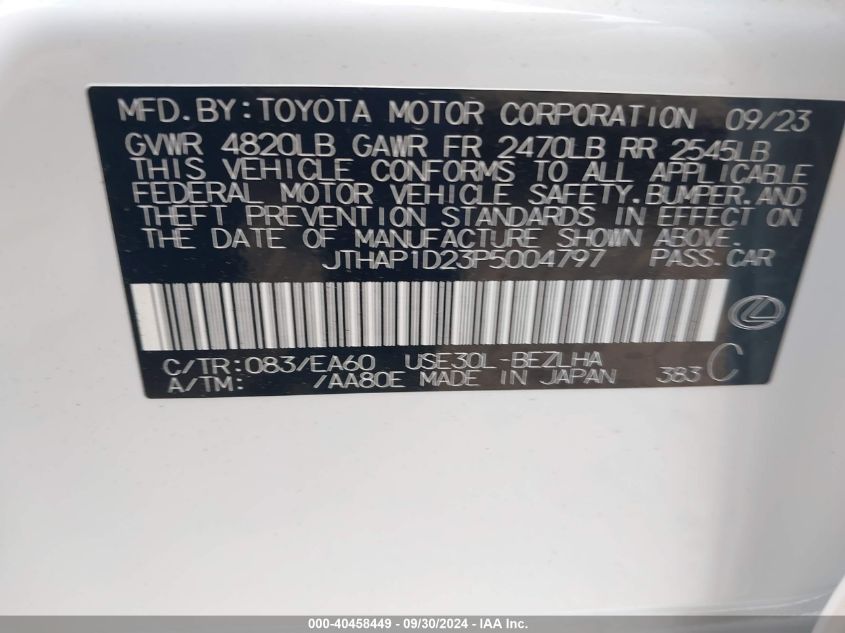 MFD. BY: TOYOTA MOTOR CORPORATION 09/23
GVWR 4820LB GAWR FR 2470LB RR 2545LB
THIS VEHICLE CONFORMS TO ALL APPLICABLE
FEDERAL MOTOR VEHICLE SAFETY, BUMPER, AND
THEFT PREVENTION STANDARDS IN EFFECT ON
THE DATE OF MANUFACTURE SHOWN ABOVE.
JTHAP1D23P5004797 PASS. CAR
C/TR: 083/EA60 USE30L-BEZLHA
A/TM: /AA80E MADE IN JAPAN 383 C
000-40458449 - 09/30/2024 - IAA Inc.